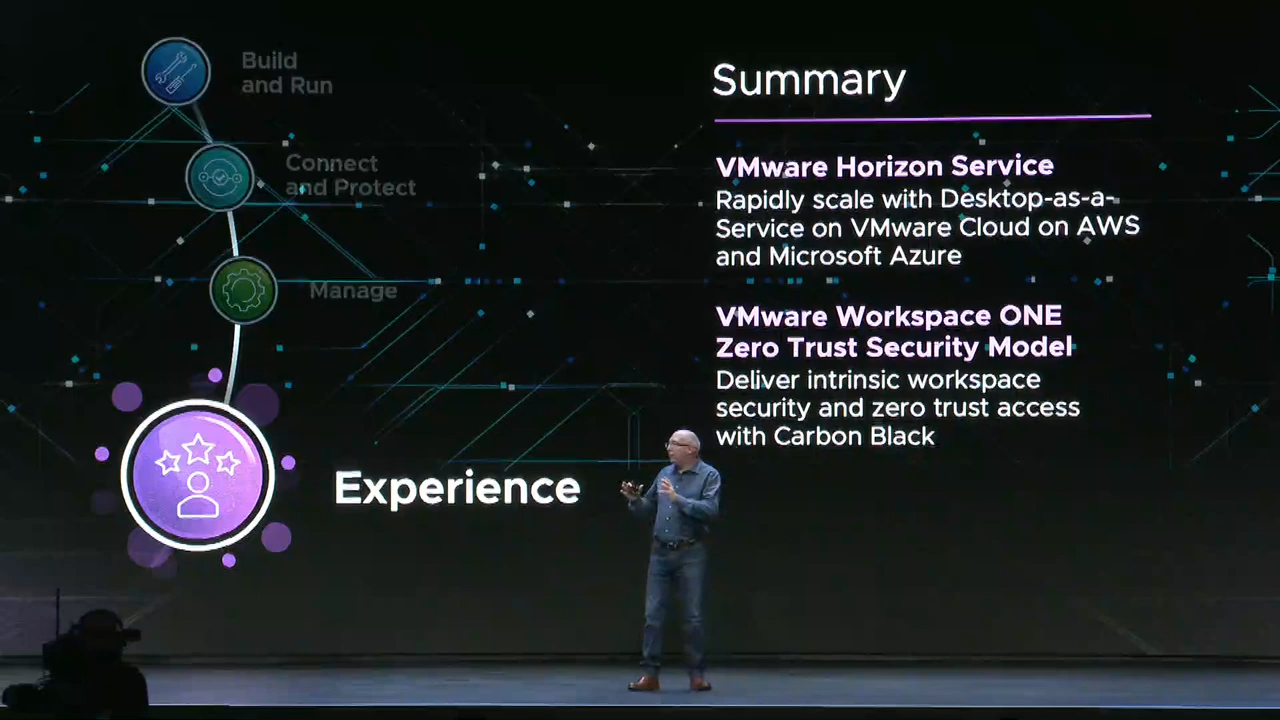 Build
and Run
Connect
and Protect
Manage
Experience
Summary
VMware Horizon Service
Rapidly scale with Desktop-as-a-
Service on VMware Cloud on AWS
and Microsoft Azure
VMware Workspace ONE
Zero Trust Security Model
Deliver intrinsic workspace
security and zero trust access
with Carbon Black